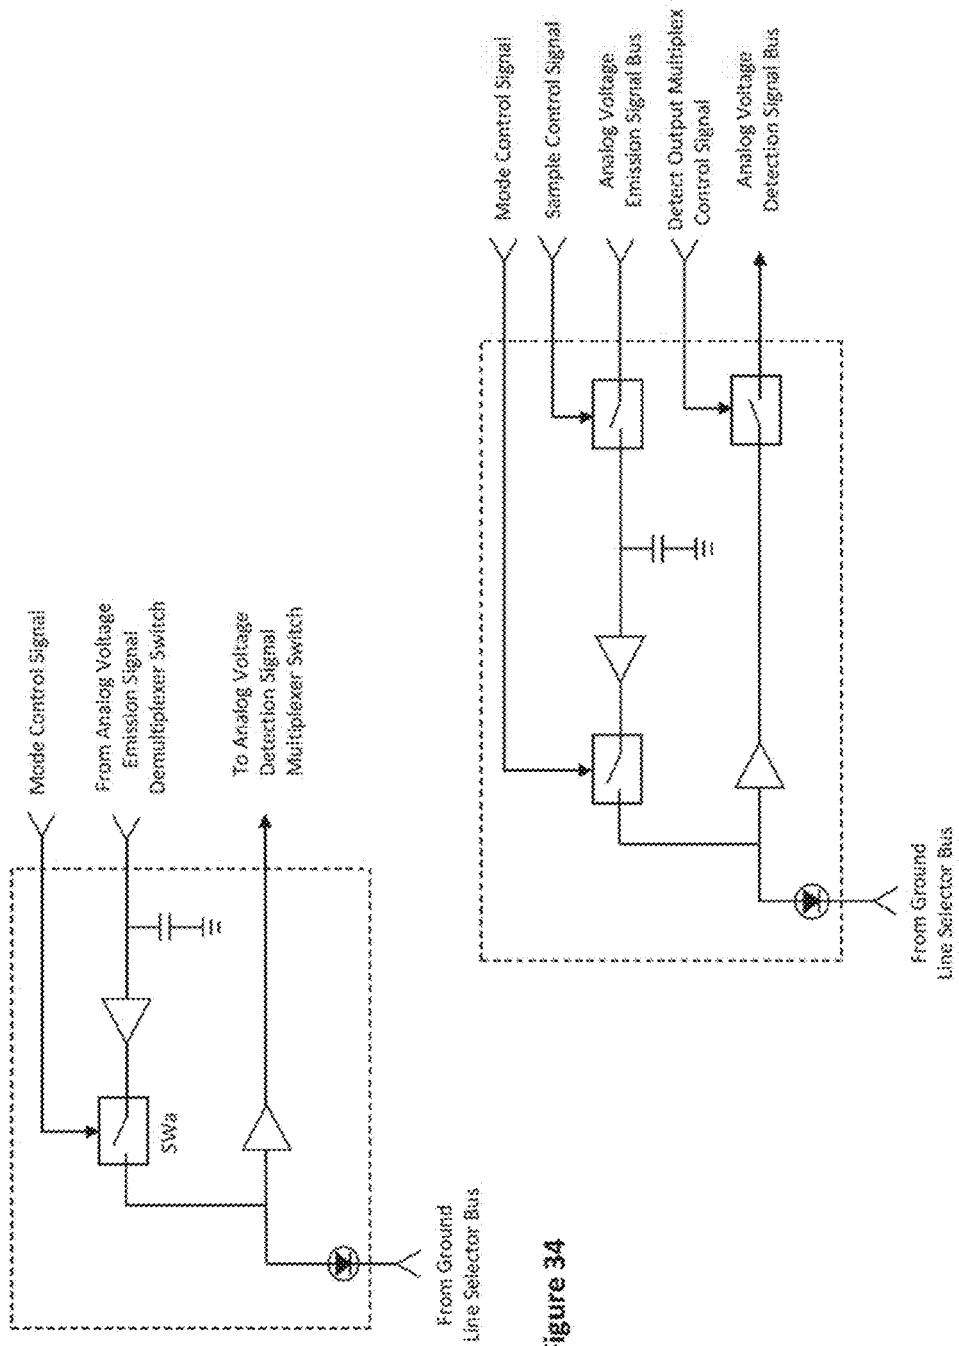 Mode Control Signal
From Analog Voltage
Emission Signal
Demultiplexer Switch
To Analog Voltage
Detection Signal
Multiplexer Switch
SWa
From Ground
Line Selector Bus
Mode Control Signal
Sample Control Signal
Analog Voltage
Emission Signal Bus
Detect Output Multiplex
Control Signal
Analog Voltage
Detection Signal Bus
From Ground
Line Selector Bus
Figure 34